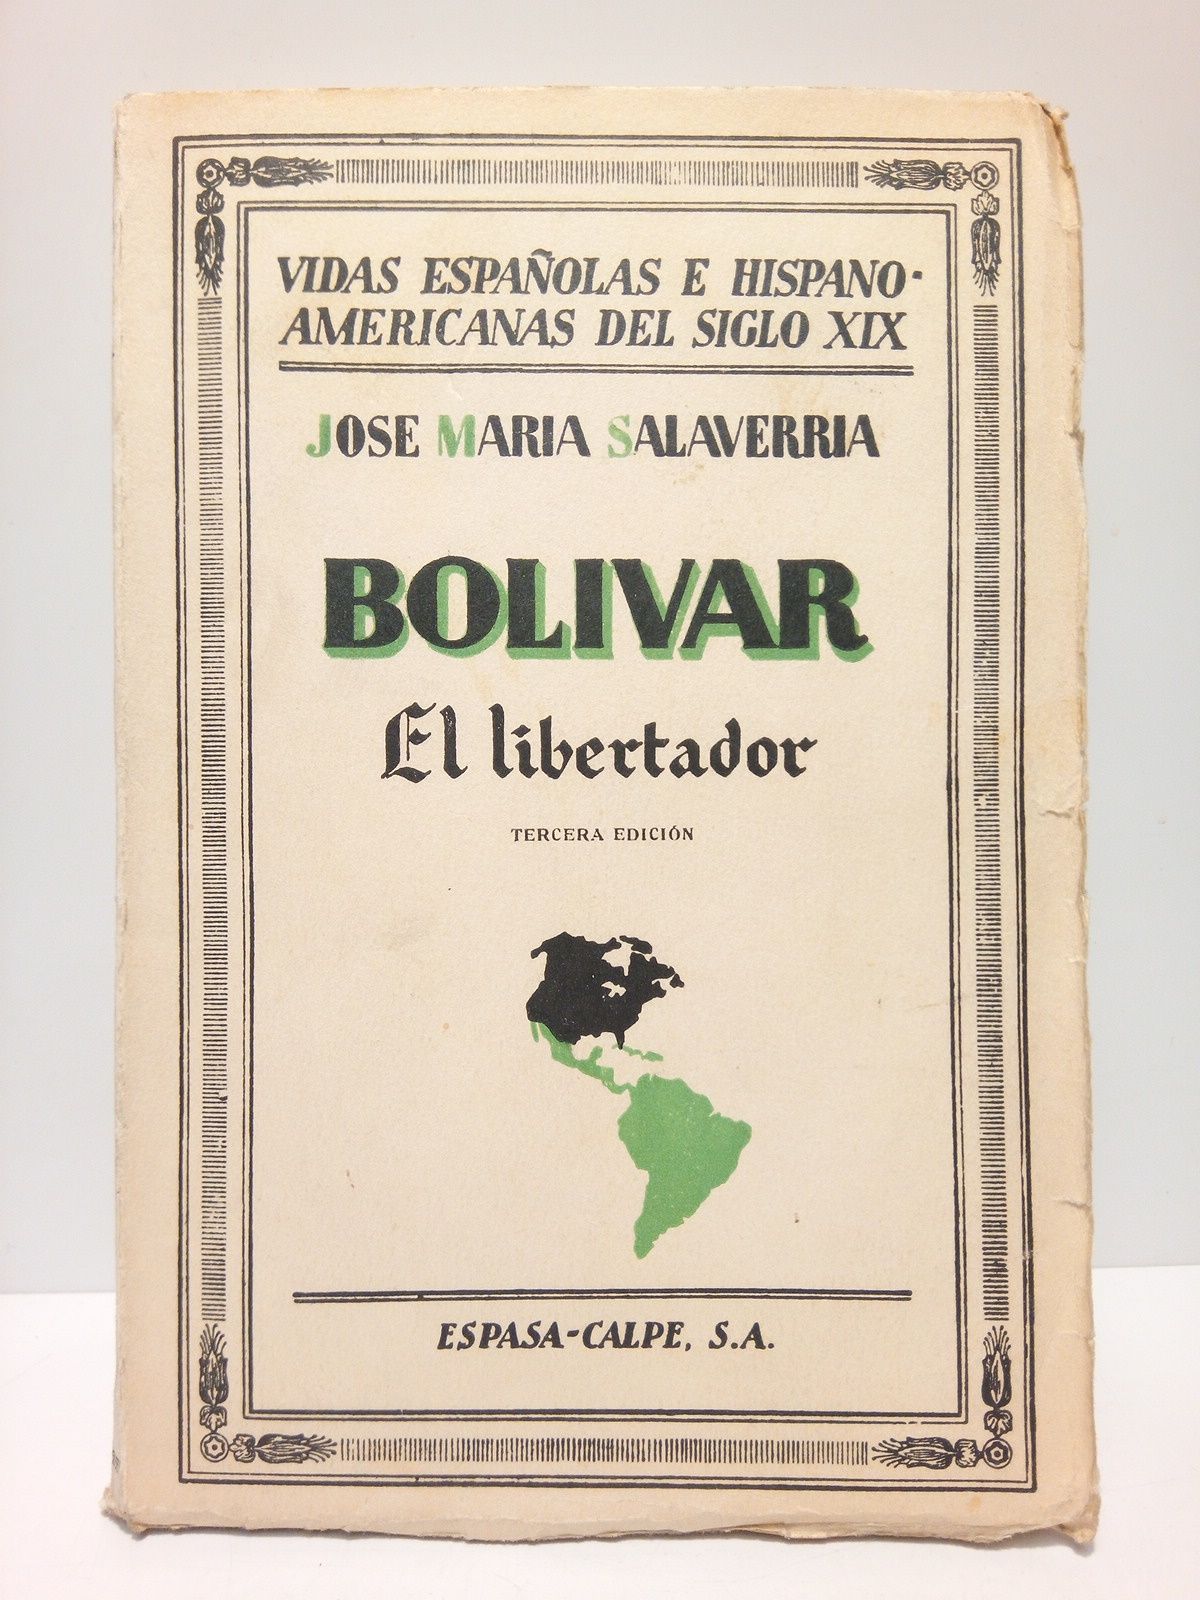 VIDAS ESPAÑOLAS E HISPANO-
AMERICANAS DEL SIGLO XIX
JOSE MARIA SALAVERRIA
BOLIVAR
El libertador
TERCERA EDICIÓN
ESPASA-CALPE, S.A.